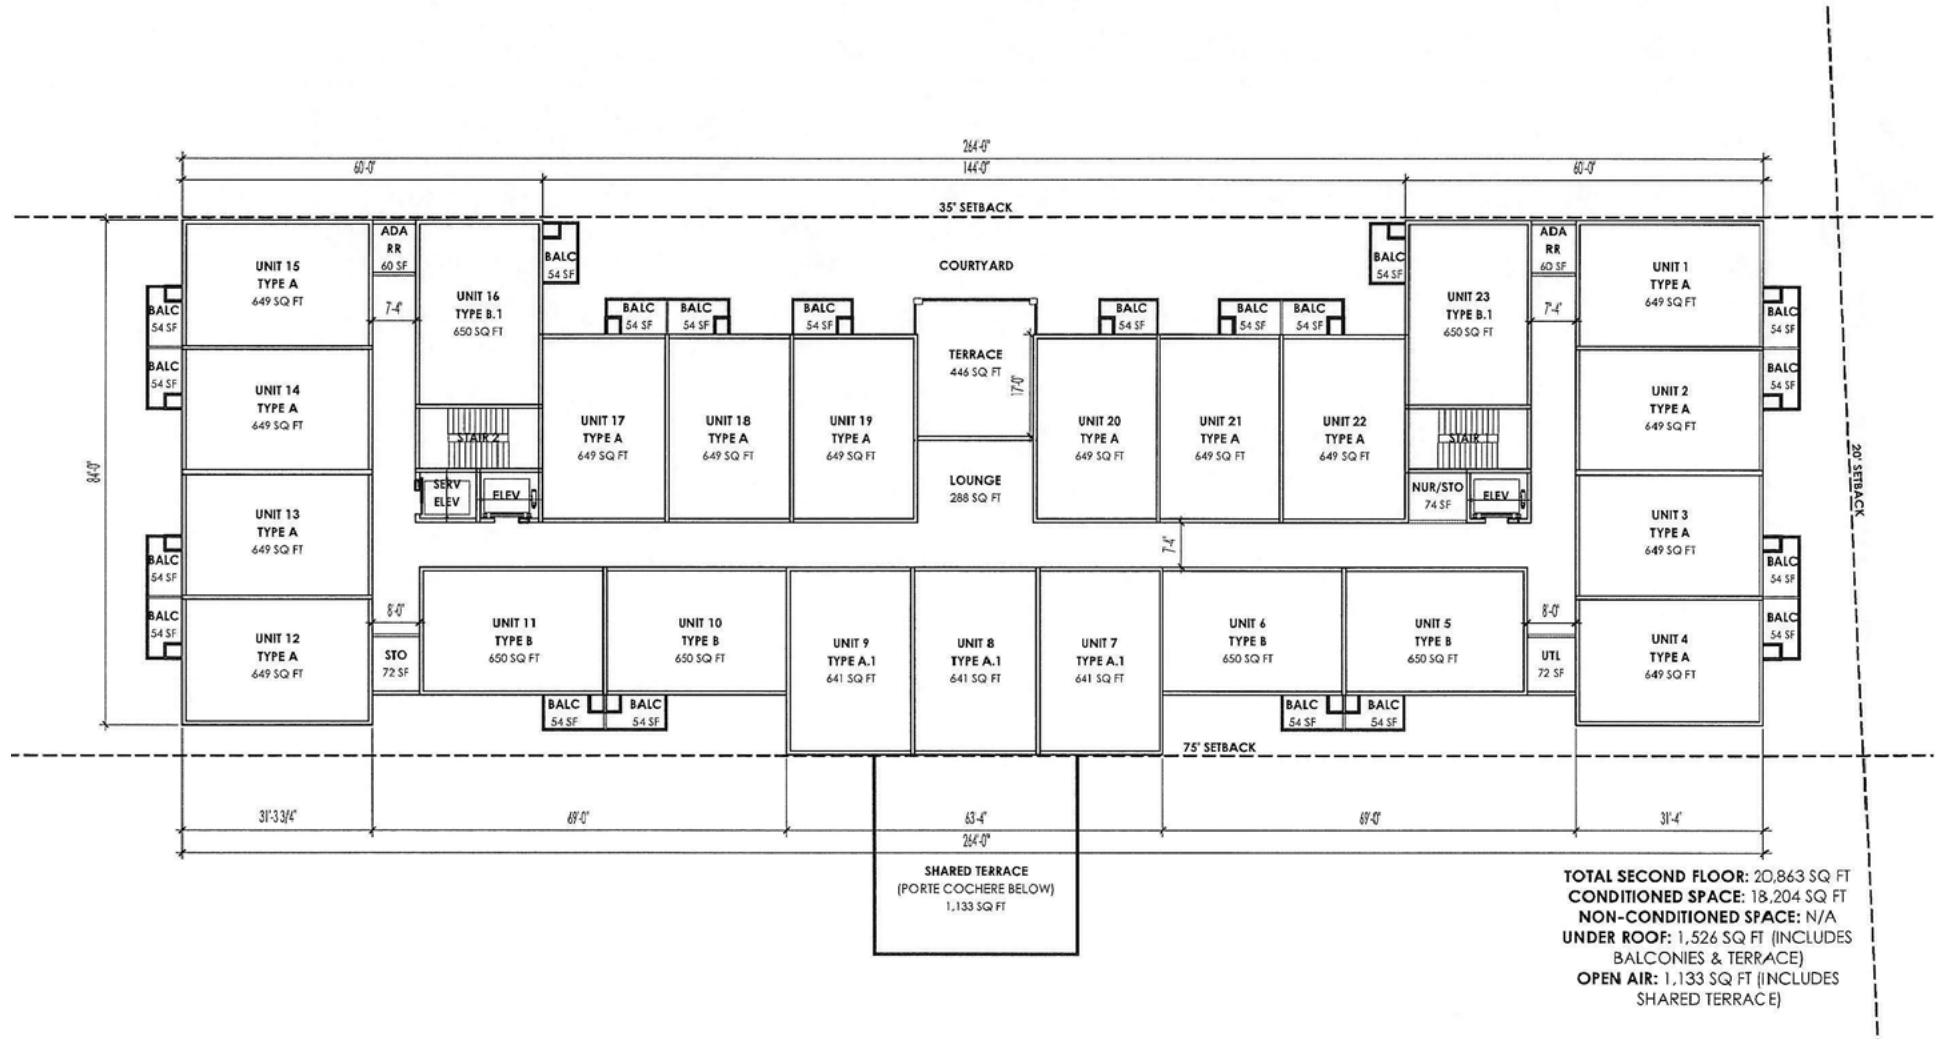 264'-0"
60'-0"
144'-0"
60'-0"
35' SETBACK
COURTYARD
ADA
RR
60 SF
7'-4"
UNIT 15
TYPE A
649 SQ FT
UNIT 16
TYPE B.1
650 SQ FT
BALC
54 SF
BALC
54 SF
BALC
54 SF
BALC
54 SF
BALC
54 SF
BALC
54 SF
BALC
54 SF
BALC
54 SF
BALC
54 SF
UNIT 23
TYPE B.1
650 SQ FT
ADA
RR
60 SF
7'-4"
UNIT 1
TYPE A
649 SQ FT
BALC
54 SF
BALC
54 SF
TERRACE
446 SQ FT
17'-0"
BALC
54 SF
UNIT 14
TYPE A
649 SQ FT
STAIR 2
UNIT 17
TYPE A
649 SQ FT
UNIT 18
TYPE A
649 SQ FT
UNIT 19
TYPE A
649 SQ FT
UNIT 20
TYPE A
649 SQ FT
UNIT 21
TYPE A
649 SQ FT
UNIT 22
TYPE A
649 SQ FT
STAIR
UNIT 2
TYPE A
649 SQ FT
BALC
54 SF
84'-0"
SERV
ELEV
ELEV
LOUNGE
288 SQ FT
NUR/STO
74 SF
ELEV
20' SETBACK
UNIT 13
TYPE A
649 SQ FT
BALC
54 SF
7'-4"
UNIT 3
TYPE A
649 SQ FT
BALC
54 SF
BALC
54 SF
UNIT 12
TYPE A
649 SQ FT
8'-0"
STO
72 SF
UNIT 11
TYPE B
650 SQ FT
UNIT 10
TYPE B
650 SQ FT
UNIT 9
TYPE A.1
641 SQ FT
UNIT 8
TYPE A.1
641 SQ FT
UNIT 7
TYPE A.1
641 SQ FT
UNIT 6
TYPE B
650 SQ FT
UNIT 5
TYPE B
650 SQ FT
8'-0"
UTL
72 SF
UNIT 4
TYPE A
649 SQ FT
BALC
54 SF
BALC
54 SF
BALC
54 SF
BALC
54 SF
BALC
54 SF
75' SETBACK
31'-3 3/4"
69'-0"
63'-4"
69'-0"
31'-4"
264'-0"
SHARED TERRACE
(PORTE COCHERE BELOW)
1,133 SQ FT
TOTAL SECOND FLOOR: 20,863 SQ FT
CONDITIONED SPACE: 18,204 SQ FT
NON-CONDITIONED SPACE: N/A
UNDER ROOF: 1,526 SQ FT (INCLUDES
BALCONIES & TERRACE)
OPEN AIR: 1,133 SQ FT (INCLUDES
SHARED TERRACE)